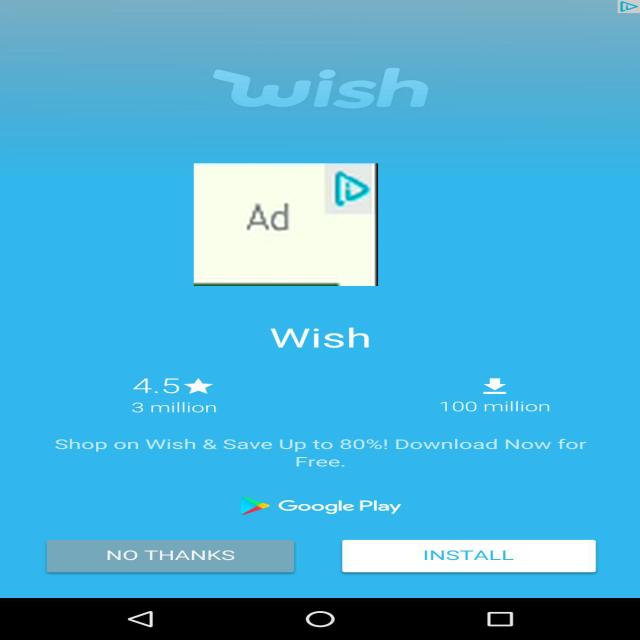 wish
Ad
Wish
4.5
3 million
100 million
Shop on Wish & Save Up to 80%! Download Now for
Free.
Google Play
NO THANKS
INSTALL